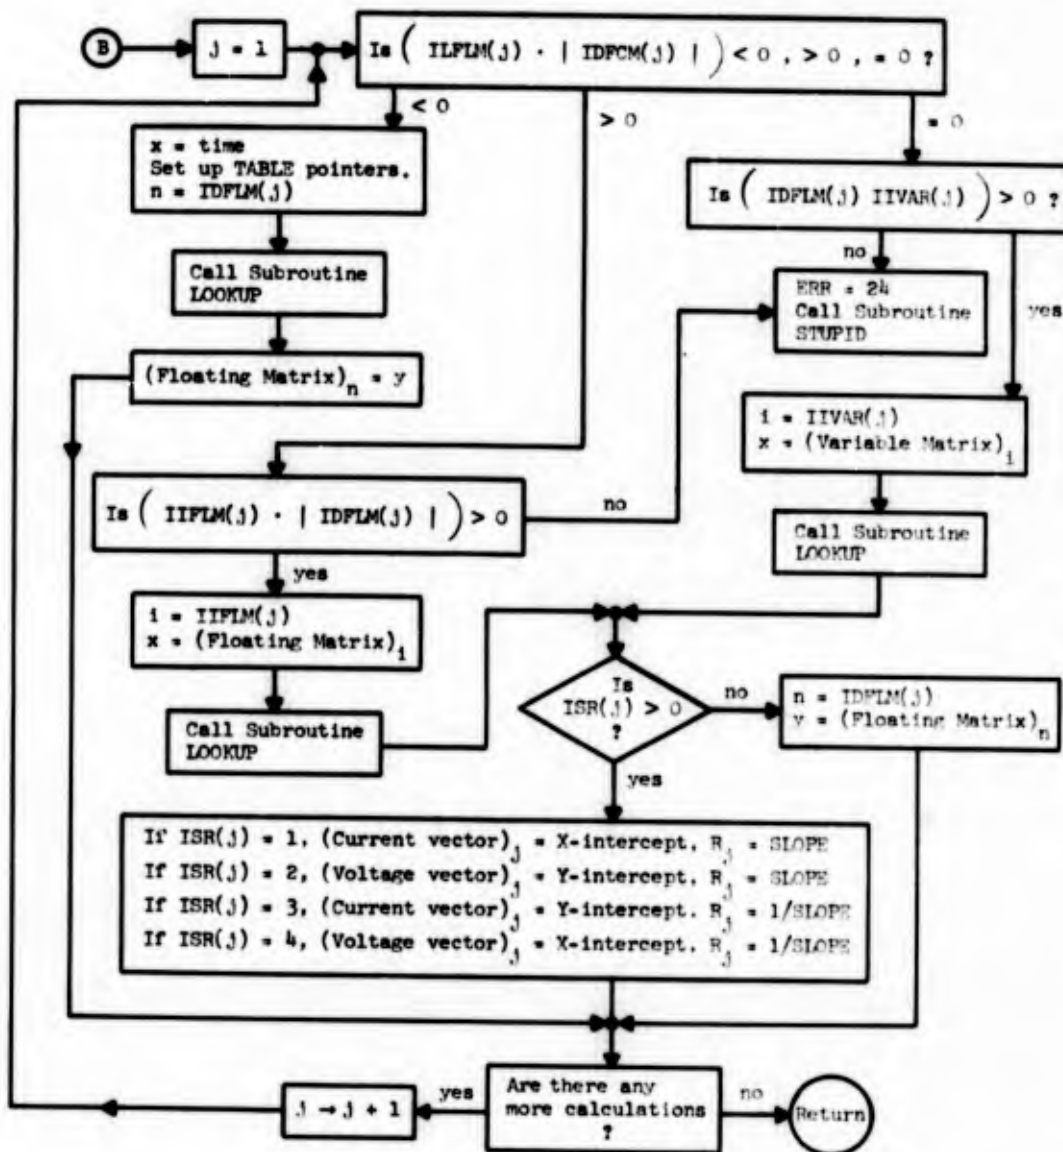 B
j = 1
Is ( ILFLM(j) · | IDFCM(j) | ) < 0 , > 0 , = 0 ?
< 0
> 0
= 0
x = time
Set up TABLE pointers.
n = IDFLM(j)
Is ( IDFLM(j) IIVAR(j) ) > 0 ?
no
yes
Call Subroutine
LOOKUP
ERR = 24
Call Subroutine
STUPID
(Floating Matrix)n = y
i = IIVAR(j)
x = (Variable Matrix)i
Is ( IIFLM(j) · | IDFLM(j) | ) > 0
no
yes
Call Subroutine
LOOKUP
i = IIFLM(j)
x = (Floating Matrix)i
Call Subroutine
LOOKUP
Is
ISR(j) > 0
?
no
yes
n = IDFLM(j)
y = (Floating Matrix)n
If ISR(j) = 1, (Current vector)j = X-intercept. Rj = SLOPE
If ISR(j) = 2, (Voltage vector)j = Y-intercept. Rj = SLOPE
If ISR(j) = 3, (Current vector)j = Y-intercept. Rj = 1/SLOPE
If ISR(j) = 4, (Voltage vector)j = X-intercept. Rj = 1/SLOPE
j → j + 1
yes
Are there any
more calculations
?
no
Return